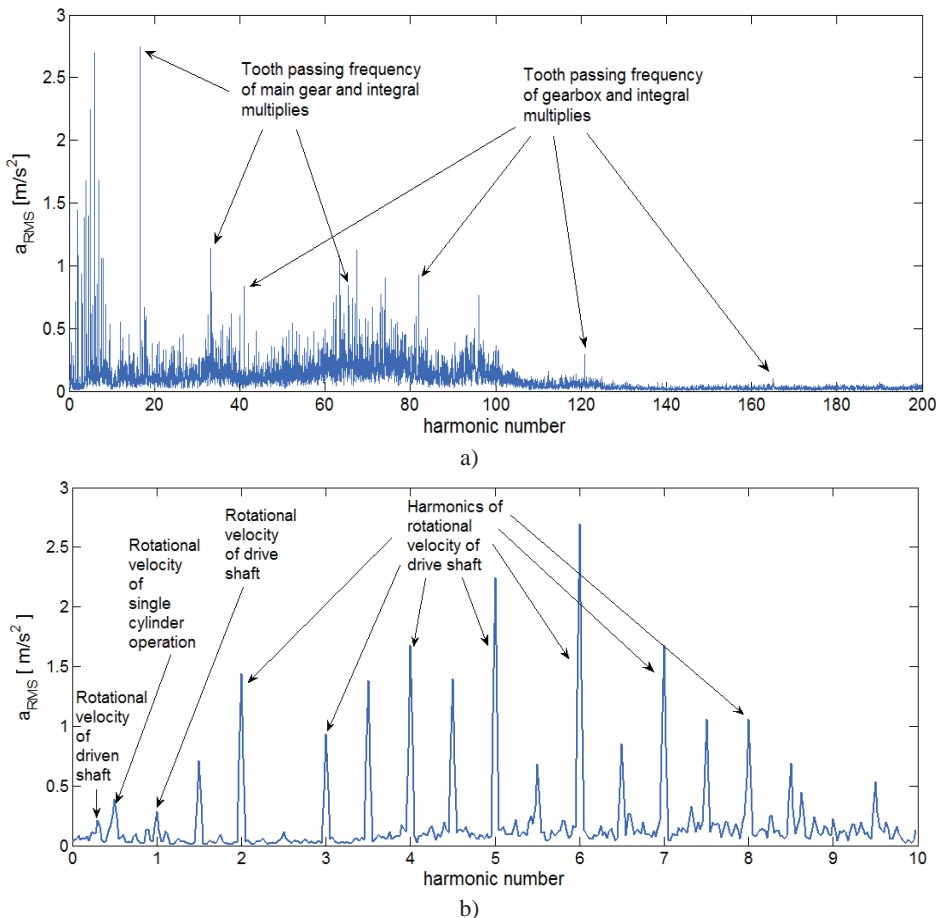 3
2.5
2
1.5
1
0.5
0
a_RMS [m/s²]
Tooth passing frequency
of main gear and integral
multiplies
Tooth passing frequency
of gearbox and integral
multiplies
0 20 40 60 80 100 120 140 160 180 200
harmonic number
a)
3
2.5
2
1.5
1
0.5
0
a_RMS [ m/s² ]
Rotational
velocity of
driven
shaft
Rotational
velocity
of
single
cylinder
operation
Rotational
velocity
of drive
shaft
Harmonics of
rotational
velocity of
drive shaft
0 1 2 3 4 5 6 7 8 9 10
harmonic number
b)